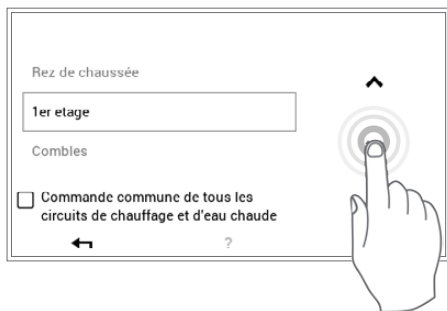 Rez de chaussée
1er etage
Combles
Commande commune de tous les
circuits de chauffage et d'eau chaude
?